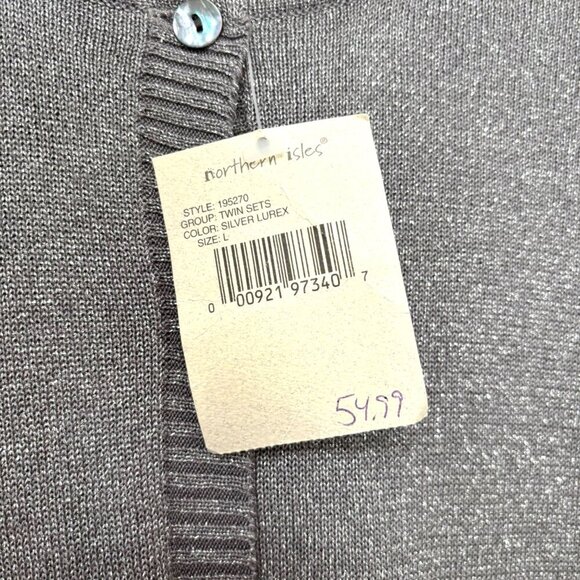 northern isles®
STYLE: 195270
GROUP: TWIN SETS
COLOR: SILVER LUREX
SIZE: L
0 00921 97340 7
54.99